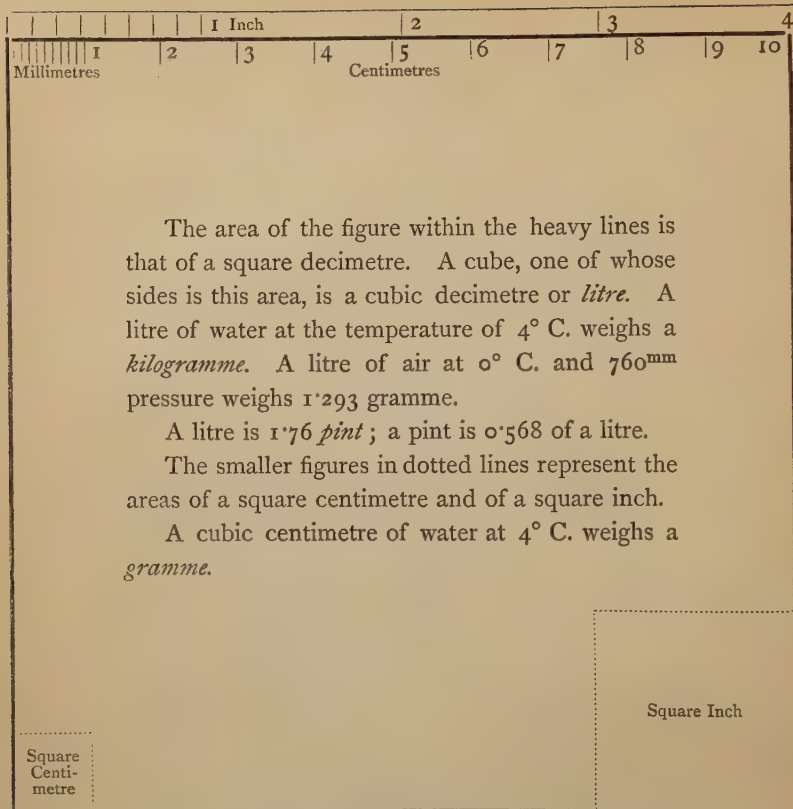 1 Inch 2 3 4
1 2 3 4 5 6 7 8 9 10
Millimetres Centimetres
The area of the figure within the heavy lines is
that of a square decimetre. A cube, one of whose
sides is this area, is a cubic decimetre or litre. A
litre of water at the temperature of 4° C. weighs a
kilogramme. A litre of air at 0° C. and 760mm
pressure weighs 1·293 gramme.
A litre is 1·76 pint; a pint is 0·568 of a litre.
The smaller figures in dotted lines represent the
areas of a square centimetre and of a square inch.
A cubic centimetre of water at 4° C. weighs a
gramme.
Square Inch
Square
Centi-
metre